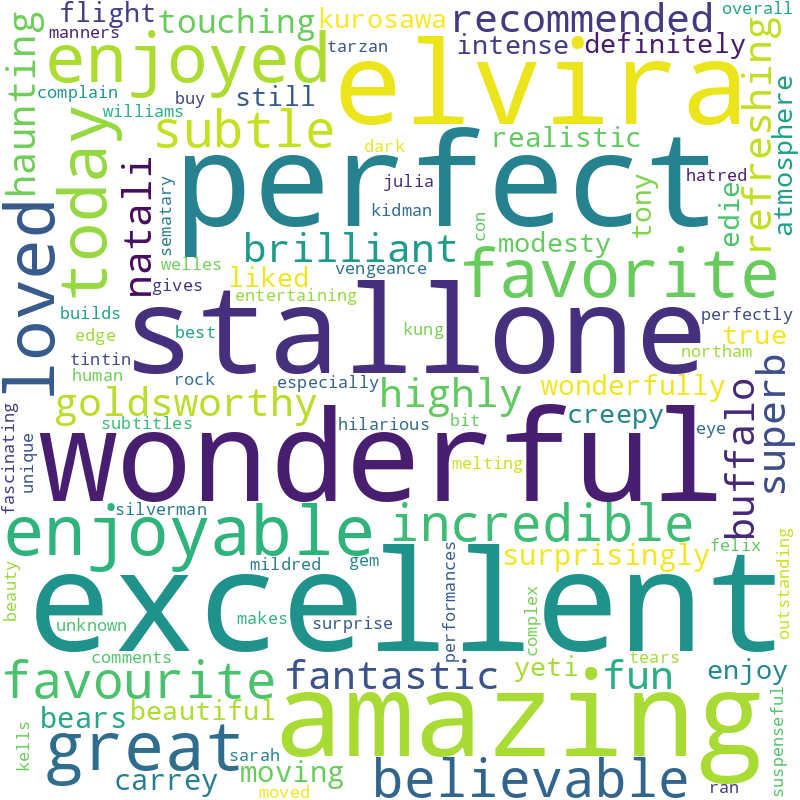 flight
manners
touching
kurosawa
recommended
overall
haunting
enjoyed
tarzan
intense
definitely
elvira
refreshing
complain
williams
buy
still
today
subtle
dark
realistic
atmosphere
perfect
natali
sematary
julia
kidman
hatred
tony
edie
con
loved
brilliant
modesty
welles
gives
liked
vengeance
favorite
entertaining
builds
stallone
edge
best
kung
perfectly
true
tintin
northam
human
rock
especially
highly
wonderfully
superb
goldsworthy
creepy
buffalo
subtitles
hilarious
bit
eye
fascinating
unique
wonderful
melting
silverman
enjoyable
incredible
surprisingly
felix
outstanding
beauty
mildred
gem
performances
excellent
unknown
makes
surprise
complex
comments
tears
favourite
fantastic
yeti
fun
enjoy
bears
beautiful
amazing
suspenseful
kells
great
sarah
carrey
moving
moved
believable
ran